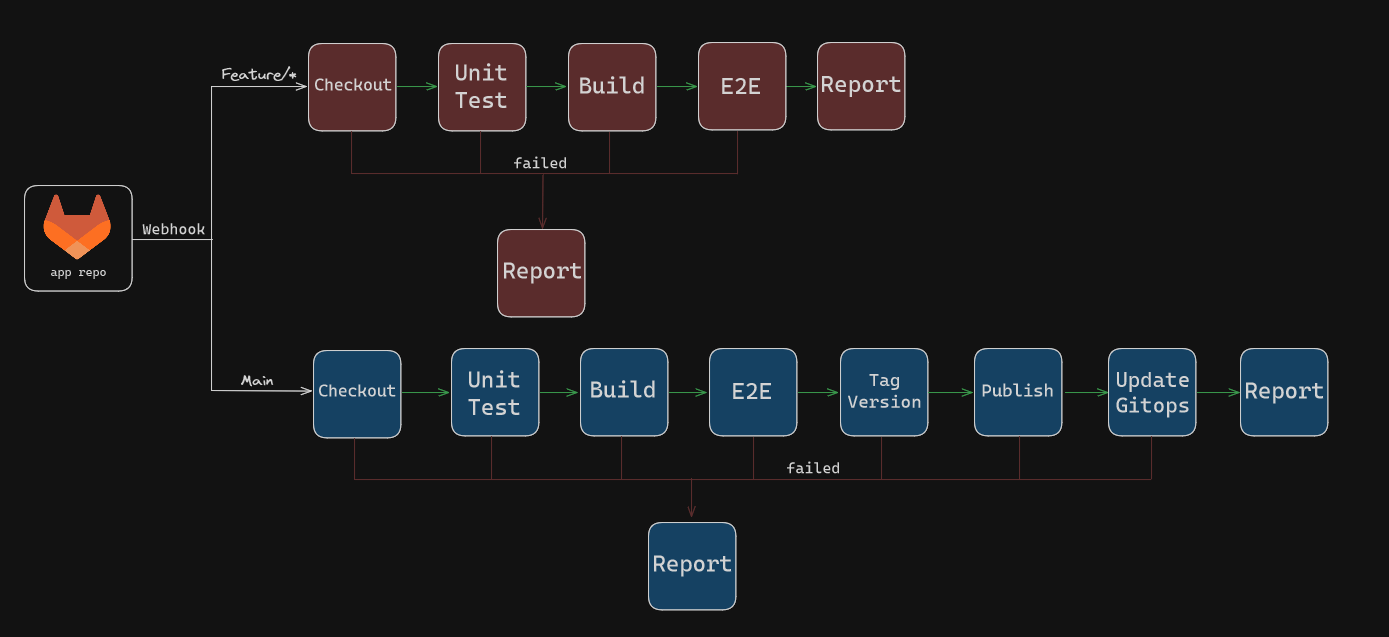 Feature/*
Checkout
Unit
Test
Build
E2E
Report
failed
Report
Webhook
app repo
Main
Checkout
Unit
Test
Build
E2E
Tag
Version
Publish
Update
Gitops
Report
failed
Report